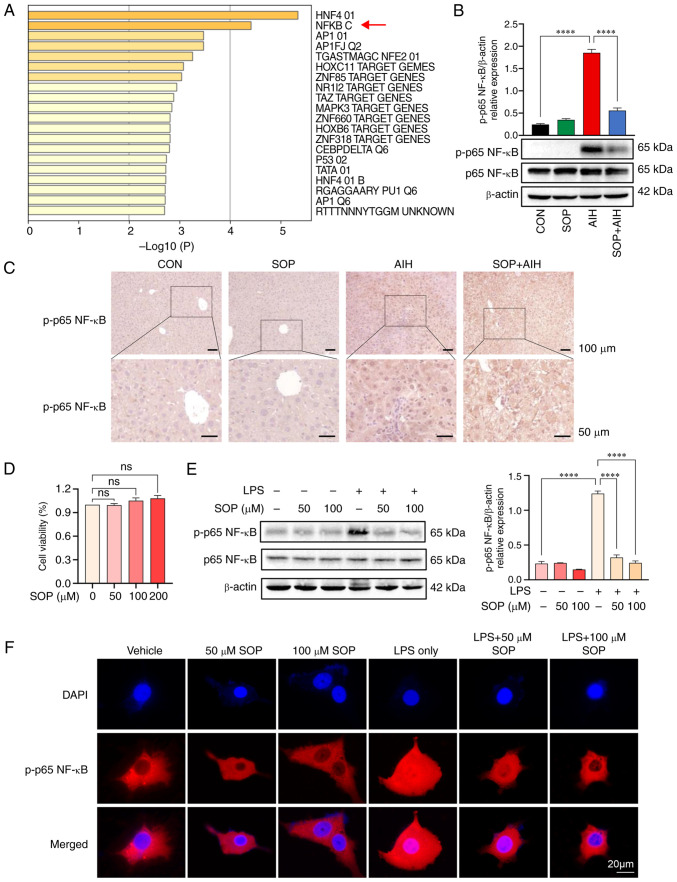 A
HNF4 01
NFKB C
AP1 01
AP1FJ Q2
TGASTMAGC NFE2 01
HOXC11 TARGET GEMES
ZNF85 TARGET GENES
NR1I2 TARGET GENES
TAZ TARGET GENES
MAPK3 TARGET GENES
ZNF660 TARGET GENES
HOXB6 TARGET GENES
ZNF318 TARGET GENES
CEBPDELTA Q6
P53 02
TATA 01
HNF4 01 B
RGAGGAARY PU1 Q6
AP1 Q6
RTTTNNNYTGGM UNKNOWN
0 1 2 3 4 5
–Log10 (P)
B
p-p65 NF-κB/β-actin
relative expression
2.0
1.5
1.0
0.5
0.0
**** ****
p-p65 NF-κB 65 kDa
p65 NF-κB 65 kDa
β-actin 42 kDa
CON SOP AIH SOP+AIH
C
CON SOP AIH SOP+AIH
p-p65 NF-κB
100 µm
p-p65 NF-κB
50 µm
D
Cell viability (%)
1.2
0.9
0.6
0.3
0.0
ns
ns
ns
SOP (µM) 0 50 100 200
E
LPS – – – + + +
SOP (µM) – 50 100 – 50 100
p-p65 NF-κB 65 kDa
p65 NF-κB 65 kDa
β-actin 42 kDa
p-p65 NF-κB/β-actin
relative expression
1.5
1.0
0.5
0.0
****
**** ****
LPS – – – + + +
SOP (µM) – 50 100 – 50 100
F
Vehicle 50 µM SOP 100 µM SOP LPS only LPS+50 µM SOP LPS+100 µM SOP
DAPI
p-p65 NF-κB
Merged
20µm